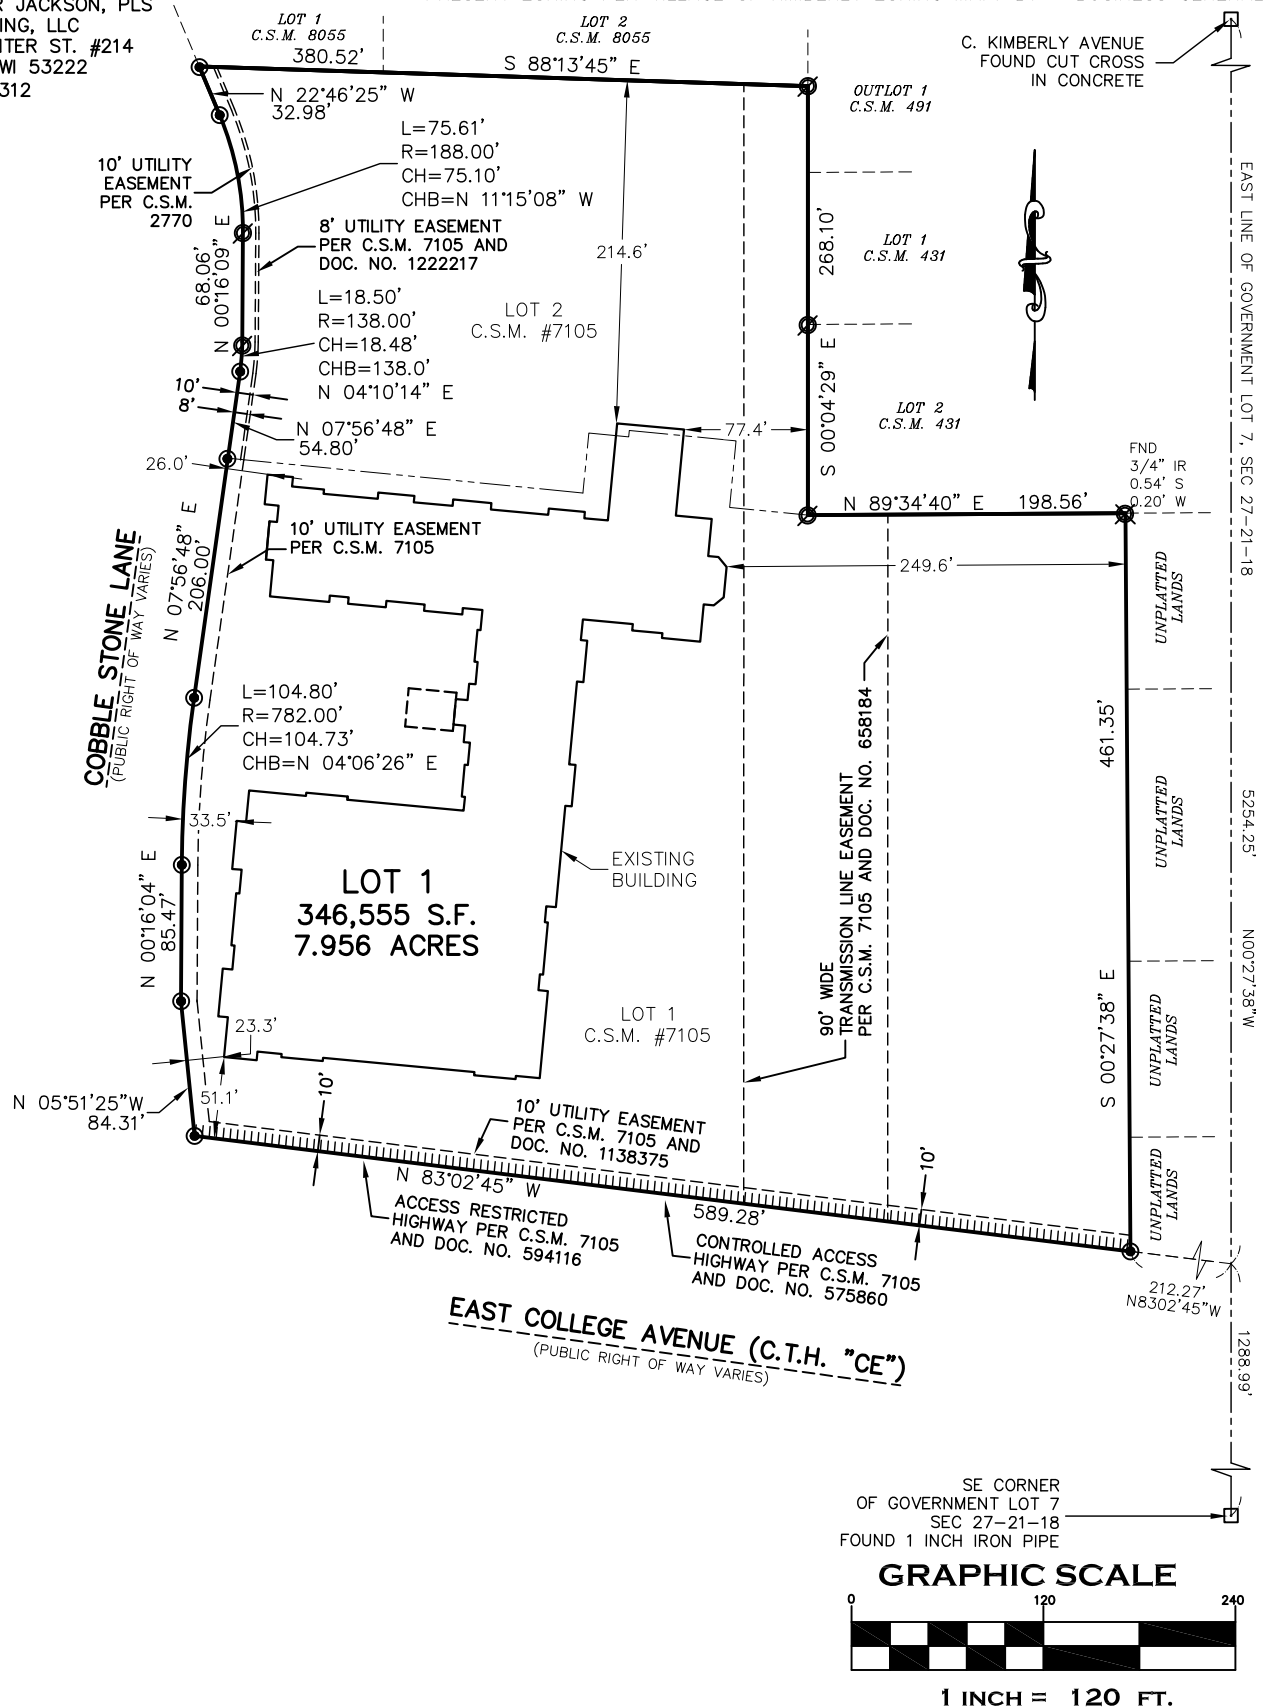 R JACKSON, PLS
ING, LLC
NTER ST. #214
WI 53222
312
LOT 1
C.S.M. 8055
380.52'
LOT 2
C.S.M. 8055
S 88°13'45" E
C. KIMBERLY AVENUE
FOUND CUT CROSS
IN CONCRETE
N 22°46'25" W
32.98'
OUTLOT 1
C.S.M. 491
L=75.61'
R=188.00'
CH=75.10'
CHB=N 11°15'08" W
10' UTILITY
EASEMENT
PER C.S.M.
2770
8' UTILITY EASEMENT
PER C.S.M. 7105 AND
DOC. NO. 1222217
N 00°16'09" E
68.06'
214.6'
268.10'
LOT 1
C.S.M. 431
L=18.50'
R=138.00'
CH=18.48'
CHB=138.0'
N 04°10'14" E
LOT 2
C.S.M. #7105
EAST LINE OF GOVERNMENT LOT 7, SEC 27-21-18
10'
8'
N 07°56'48" E
54.80'
S 00°04'29" E
LOT 2
C.S.M. 431
77.4'
26.0'
FND
3/4" IR
0.54' S
0.20' W
N 89°34'40" E
198.56'
10' UTILITY EASEMENT
PER C.S.M. 7105
249.6'
N 07°56'48" E
206.00'
COBBLE STONE LANE
(PUBLIC RIGHT OF WAY VARIES)
UNPLATTED
LANDS
L=104.80'
R=782.00'
CH=104.73'
CHB=N 04°06'26" E
461.35'
UNPLATTED
LANDS
5254.25'
33.5'
EXISTING
BUILDING
90' WIDE
TRANSMISSION LINE EASEMENT
PER C.S.M. 7105 AND DOC. NO. 658184
LOT 1
346,555 S.F.
7.956 ACRES
N 00°16'04" E
85.47'
N00°27'38"W
S 00°27'38" E
UNPLATTED
LANDS
LOT 1
C.S.M. #7105
23.3'
N 05°51'25"W
84.31'
51.1'
10'
10' UTILITY EASEMENT
PER C.S.M. 7105 AND
DOC. NO. 1138375
10'
UNPLATTED
LANDS
N 83°02'45" W
589.28'
ACCESS RESTRICTED
HIGHWAY PER C.S.M. 7105
AND DOC. NO. 594116
CONTROLLED ACCESS
HIGHWAY PER C.S.M. 7105
AND DOC. NO. 575860
212.27'
N8302'45"W
EAST COLLEGE AVENUE (C.T.H. "CE")
(PUBLIC RIGHT OF WAY VARIES)
1288.99'
SE CORNER
OF GOVERNMENT LOT 7
SEC 27-21-18
FOUND 1 INCH IRON PIPE
GRAPHIC SCALE
0 120 240
1 INCH = 120 FT.